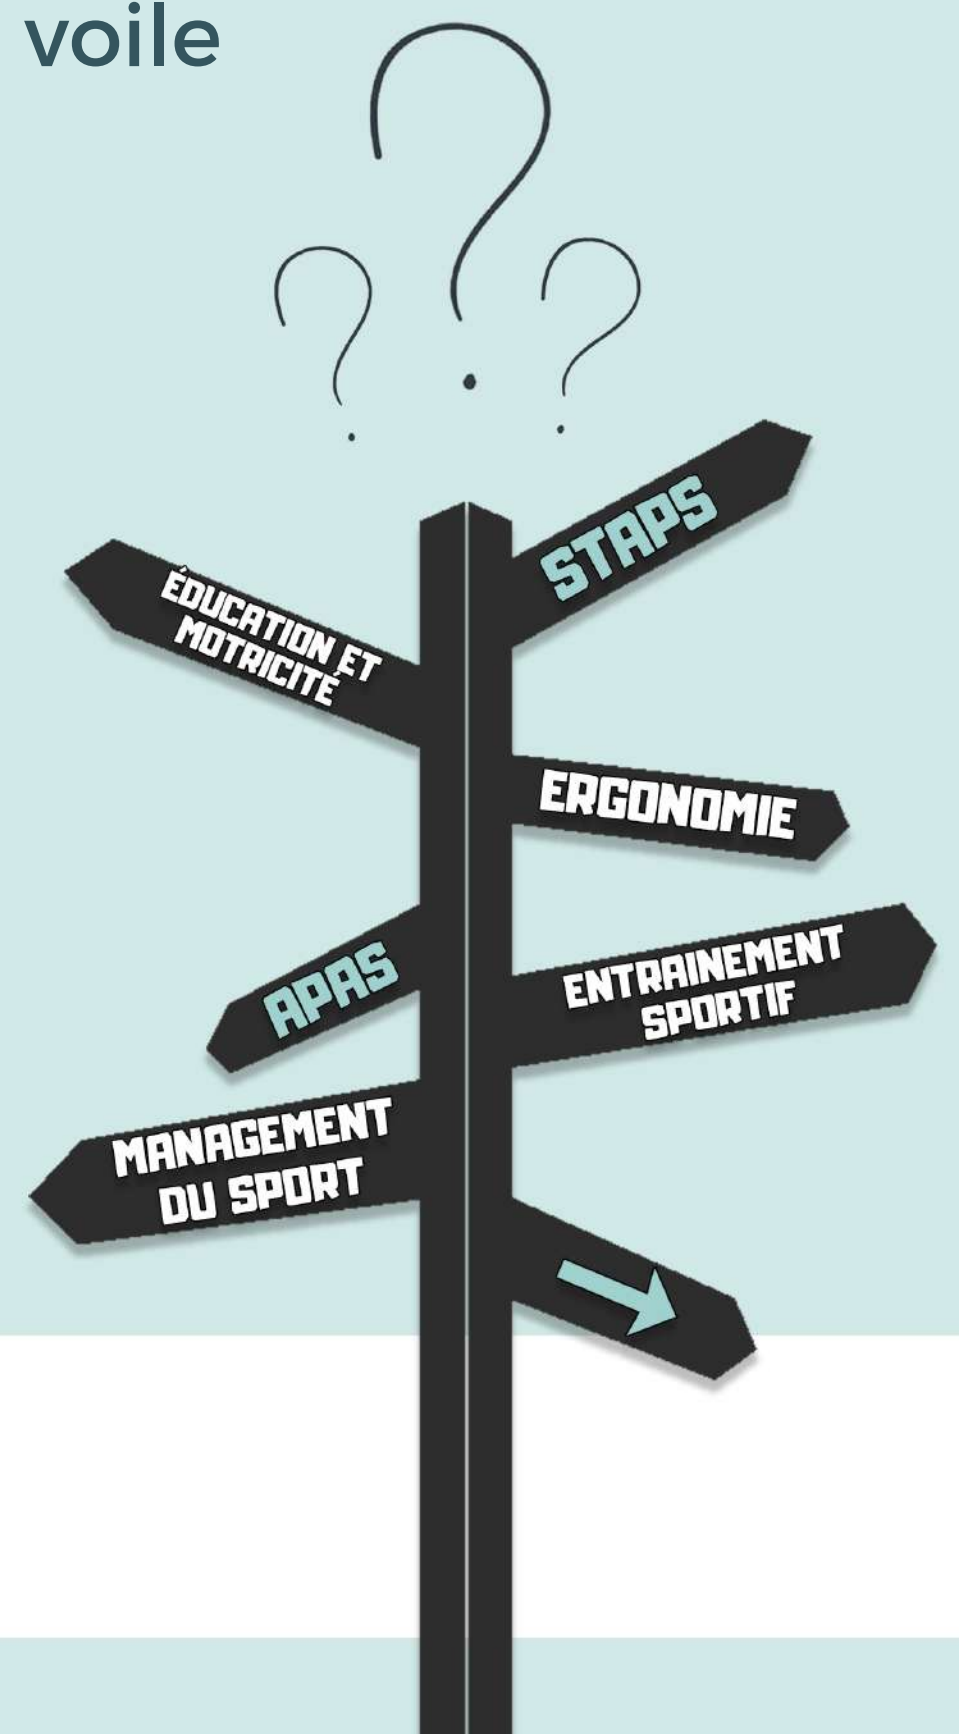 voile
STAPS
ÉDUCATION ET
MOTRICITÉ
ERGONOMIE
APAS
ENTRAINEMENT
SPORTIF
MANAGEMENT
DU SPORT